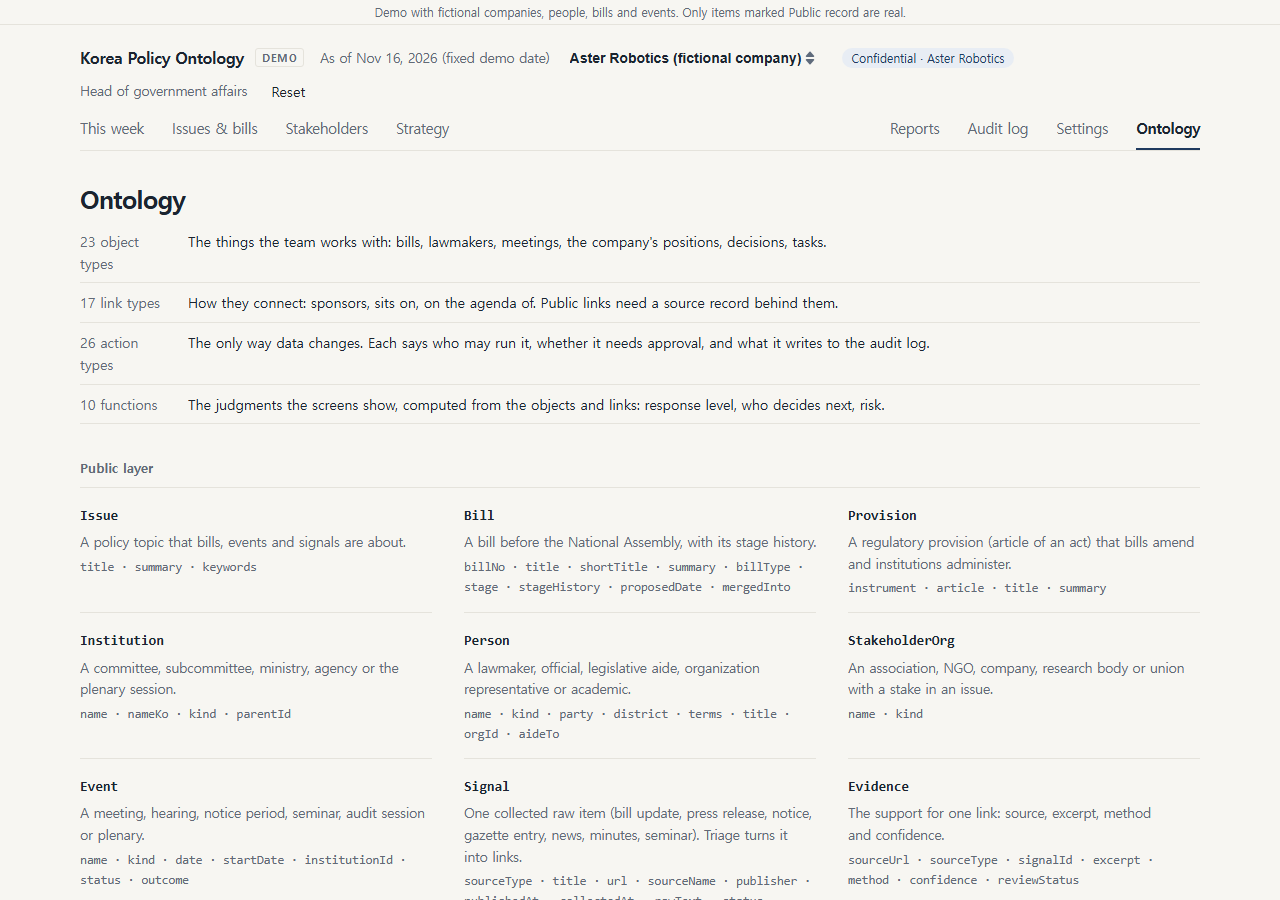 Demo with fictional companies, people, bills and events. Only items marked Public record are real.
Korea Policy Ontology DEMO As of Nov 16, 2026 (fixed demo date) Aster Robotics (fictional company) Confidential · Aster Robotics
Head of government affairs Reset
This week Issues & bills Stakeholders Strategy Reports Audit log Settings Ontology
Ontology
23 object types
The things the team works with: bills, lawmakers, meetings, the company's positions, decisions, tasks.
17 link types
How they connect: sponsors, sits on, on the agenda of. Public links need a source record behind them.
26 action types
The only way data changes. Each says who may run it, whether it needs approval, and what it writes to the audit log.
10 functions
The judgments the screens show, computed from the objects and links: response level, who decides next, risk.
Public layer
Issue
A policy topic that bills, events and signals are about.
title · summary · keywords
Bill
A bill before the National Assembly, with its stage history.
billNo · title · shortTitle · summary · billType ·
stage · stageHistory · proposedDate · mergedInto
Provision
A regulatory provision (article of an act) that bills amend
and institutions administer.
instrument · article · title · summary
Institution
A committee, subcommittee, ministry, agency or the
plenary session.
name · nameKo · kind · parentId
Person
A lawmaker, official, legislative aide, organization
representative or academic.
name · kind · party · district · terms · title ·
orgId · aideTo
StakeholderOrg
An association, NGO, company, research body or union
with a stake in an issue.
name · kind
Event
A meeting, hearing, notice period, seminar, audit session
or plenary.
name · kind · date · startDate · institutionId ·
status · outcome
Signal
One collected raw item (bill update, press release, notice,
gazette entry, news, minutes, seminar). Triage turns it
into links.
sourceType · title · url · sourceName · publisher ·
Evidence
The support for one link: source, excerpt, method
and confidence.
sourceUrl · sourceType · signalId · excerpt ·
method · confidence · reviewStatus